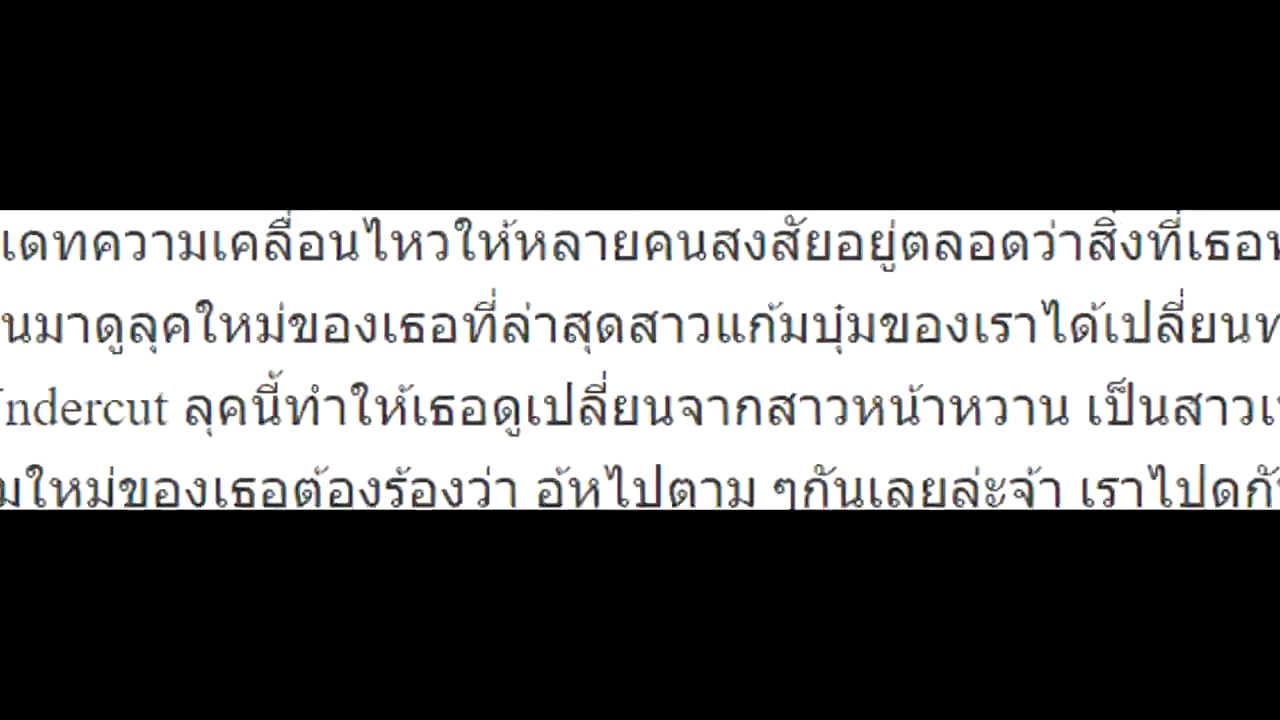 เดทความเคลื่อนไหวให้หลายคนสงสัยอยู่ตลอดว่าสิ่งที่เธอ
นมาดูลุคใหม่ของเธอที่ล่าสุดสาวแก้มบุ๋มของเราได้เปลี่ยน
ndercut ลุคนี้ทำให้เธอดูเปลี่ยนจากสาวหน้าหวาน เป็นสาว
มใหม่ของเธอต้องร้องว่า อ้หไปตาม ๆกันเลยล่ะจ้า เราไปดูกั